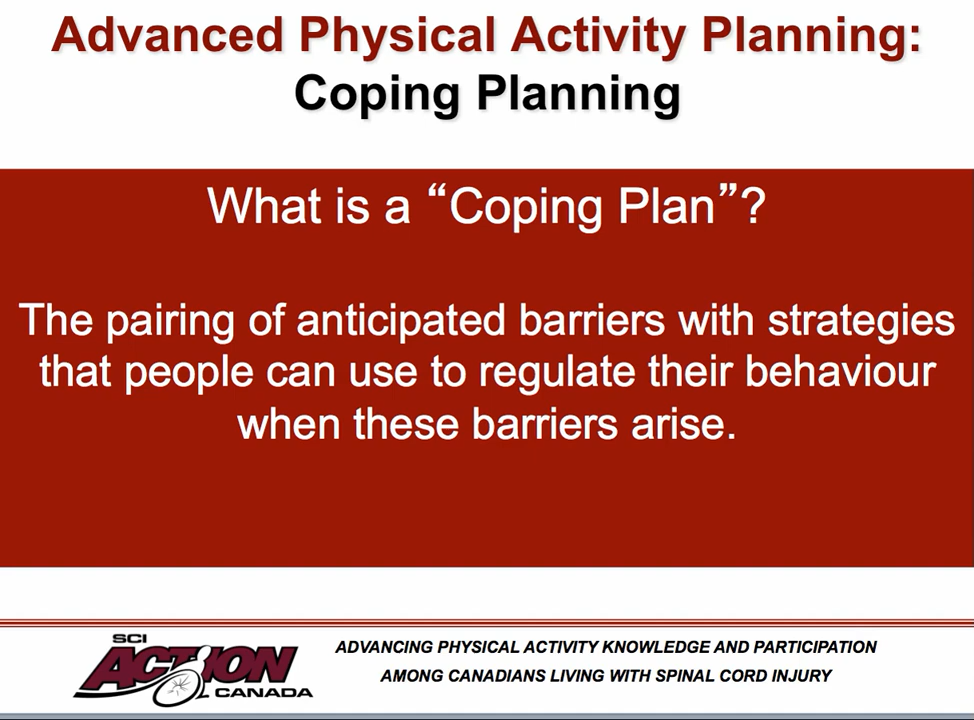 Advanced Physical Activity Planning:
Coping Planning
What is a “Coping Plan”?
The pairing of anticipated barriers with strategies
that people can use to regulate their behaviour
when these barriers arise.
SCI
ACTION
CANADA
ADVANCING PHYSICAL ACTIVITY KNOWLEDGE AND PARTICIPATION
AMONG CANADIANS LIVING WITH SPINAL CORD INJURY